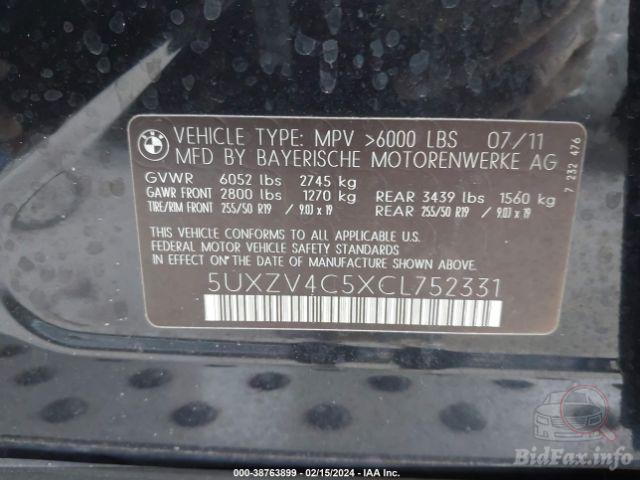 BMW
VEHICLE TYPE: MPV >6000 LBS 07/11
MFD BY BAYERISCHE MOTORENWERKE AG
7 232 476
GVWR 6052 lbs 2745 kg
GAWR FRONT 2800 lbs 1270 kg REAR 3439 lbs 1560 kg
TIRE/RIM FRONT 255/50 R19 / 9.0J x 19 REAR 255/50 R19 / 9.0J x 19
THIS VEHICLE CONFORMS TO ALL APPLICABLE
FEDERAL MOTOR VEHICLE SAFETY STANDARDS
IN EFFECT ON THE DATE OF MANUFACTURE SHOWN ABOVE.
5UXZV4C5XCL752331
BidFax.info
000-38763899 - 02/15/2024 - IAA Inc.